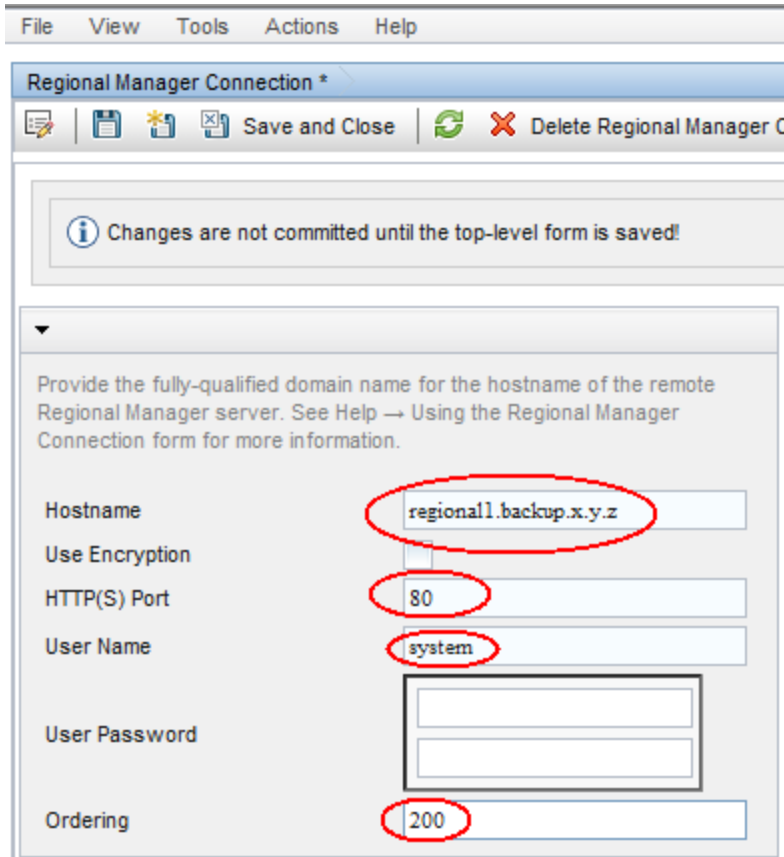 File View Tools Actions Help
Regional Manager Connection *
Save and Close Delete Regional Manager
Changes are not committed until the top-level form is saved!
Provide the fully-qualified domain name for the hostname of the remote
Regional Manager server. See Help → Using the Regional Manager
Connection form for more information.
Hostname regional1.backup.x.y.z
Use Encryption
HTTP(S) Port 80
User Name system
User Password
Ordering 200